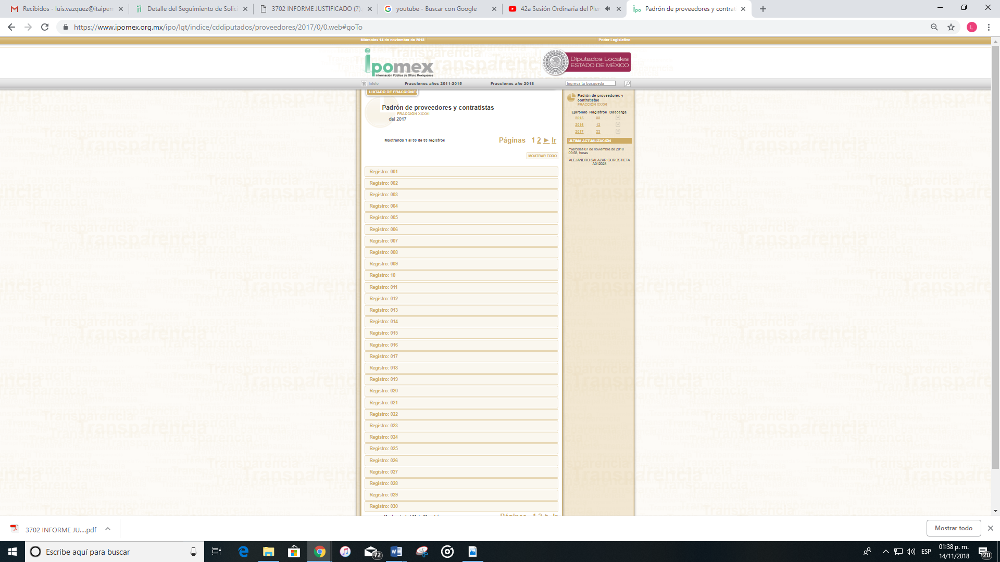 Recibidos - luis.vazquez@itaipem
Detalle del Seguimiento de Solici
3702 INFORME JUSTIFICADO (7).
youtube - Buscar con Google
42a Sesión Ordinaria del Plen
Padrón de proveedores y contrat
https://www.ipomex.org.mx/ipo/lgt/indice/cddiputados/proveedores/2017/0/0.web#goTo
L
Miércoles 14 de noviembre de 2018
Poder Legislativo
ipomex
Información Pública de Oficio Mexiquense
Diputados Locales
ESTADO DE MÉXICO
Inicio
Fracciones años 2011-2015
Fracciones año 2018
Ingresa tu busqueda
LISTADO DE FRACCIONES
Padrón de proveedores y contratistas
FRACCIÓN XXXVI
del 2017
Mostrando 1 al 30 de 33 registros
Páginas 1 2 ► Ir
MOSTRAR TODO
Registro: 001
Registro: 002
Registro: 003
Registro: 004
Registro: 005
Registro: 006
Registro: 007
Registro: 008
Registro: 009
Registro: 10
Registro: 011
Registro: 012
Registro: 013
Registro: 014
Registro: 015
Registro: 016
Registro: 017
Registro: 018
Registro: 019
Registro: 020
Registro: 021
Registro: 022
Registro: 023
Registro: 024
Registro: 025
Registro: 026
Registro: 027
Registro: 028
Registro: 029
Registro: 030
Páginas 1 2 ► Ir
Padrón de proveedores y
contratistas
FRACCIÓN XXXVI
Ejercicio Registros Descarga
2015 33
2016 13
2017 33
ULTIMA ACTUALIZACIÓN
miércoles 07 de noviembre de 2018
09:58, horas
ALEJANDRO SALAZAR GOROSTIETA
A012028
Transparencia
3702 INFORME JU....pdf
Mostrar todo
Escribe aquí para buscar
72
ESP
01:38 p. m.
14/11/2018
20